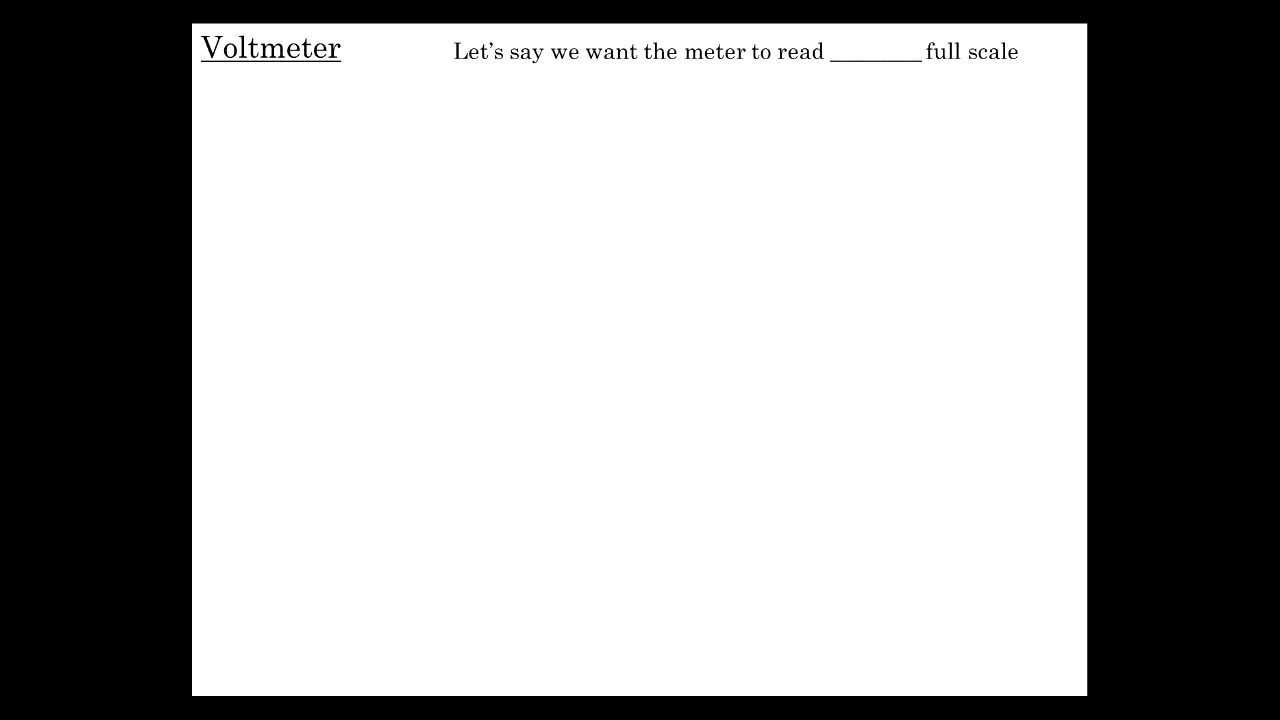 Voltmeter
Let’s say we want the meter to read ________ full scale